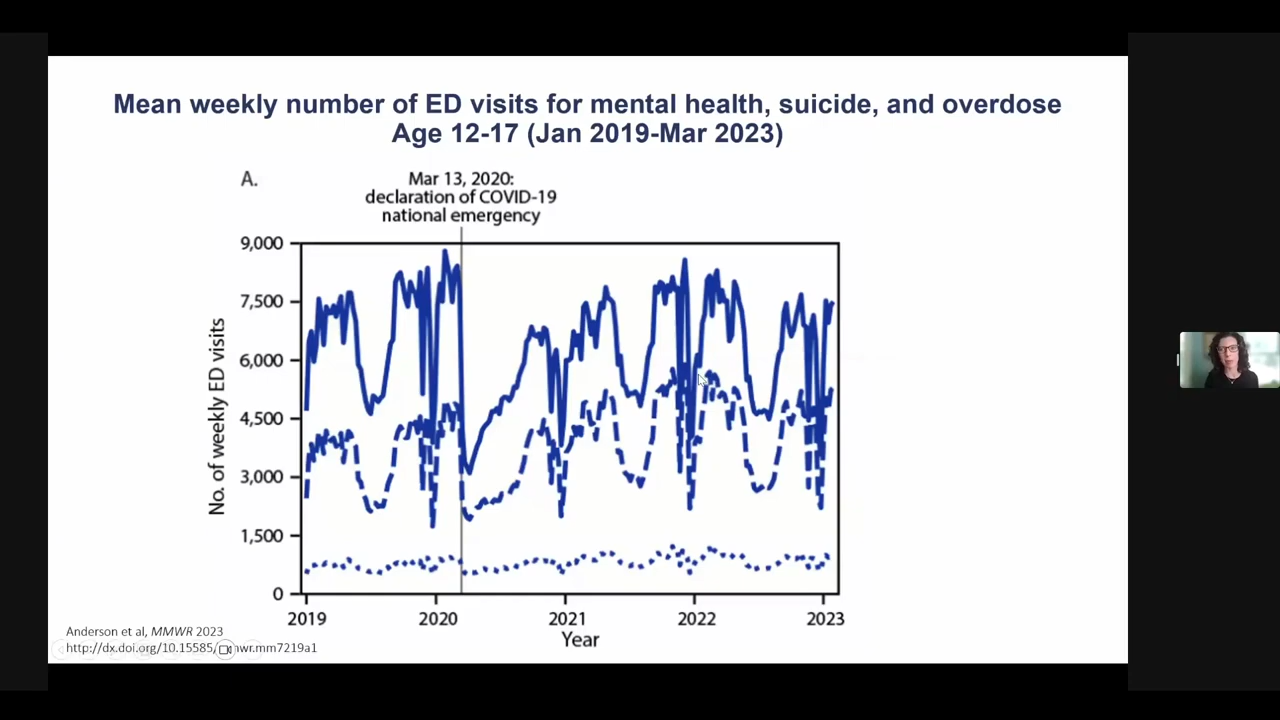 Mean weekly number of ED visits for mental health, suicide, and overdose
Age 12-17 (Jan 2019-Mar 2023)
A.
Mar 13, 2020:
declaration of COVID-19
national emergency
9,000
7,500
6,000
4,500
3,000
1,500
0
No. of weekly ED visits
2019 2020 2021 2022 2023
Year
Anderson et al, MMWR 2023
http://dx.doi.org/10.15585/ wr.mm7219a1